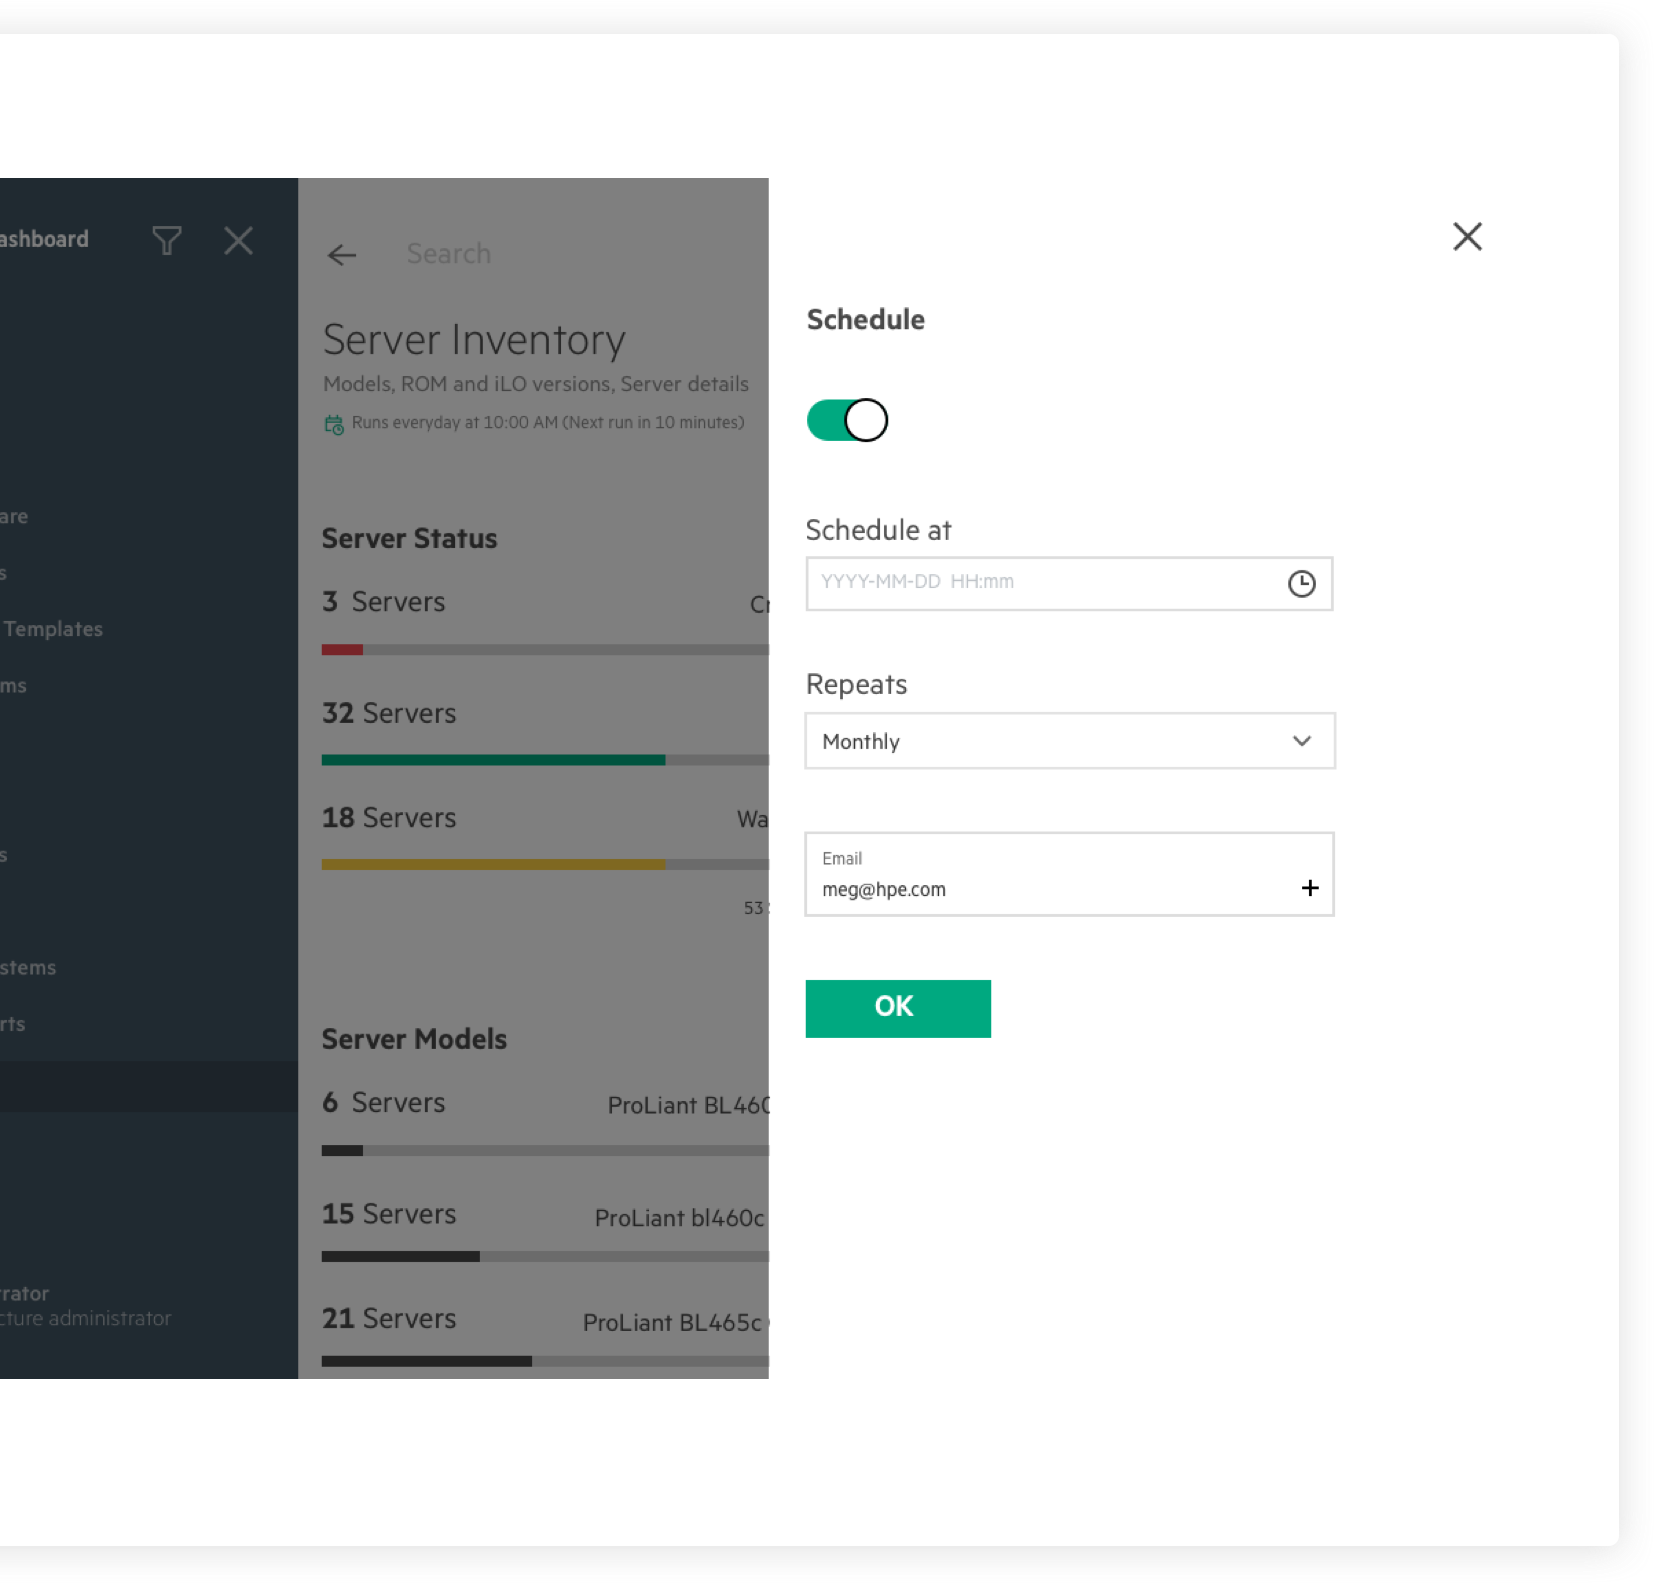 ashboard
are
s
Templates
ms
s
stems
rts
rator
cture administrator
Search
Server Inventory
Models, ROM and iLO versions, Server details
Runs everyday at 10:00 AM (Next run in 10 minutes)
Server Status
3 Servers
32 Servers
18 Servers Wa
53
Server Models
6 Servers ProLiant BL460
15 Servers ProLiant bl460c
21 Servers ProLiant BL465c
Schedule
Schedule at
YYYY-MM-DD HH:mm
Repeats
Monthly
Email
meg@hpe.com
+
OK